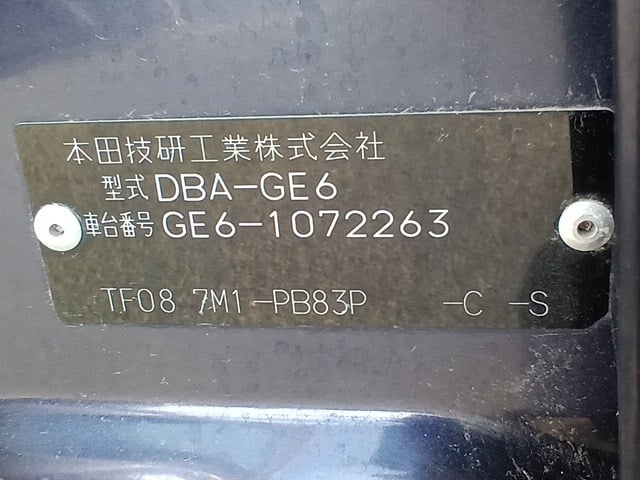 本田技研工業株式会社
型式 DBA-GE6
車台番号 GE6-1072263
TF08 7M1-PB83P -C -S